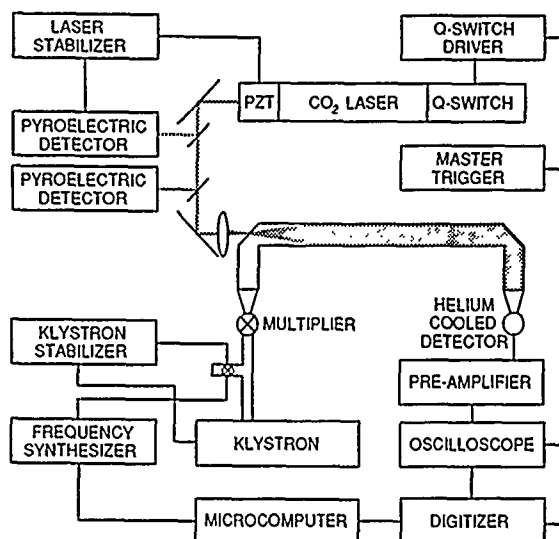 LASER
STABILIZER
Q-SWITCH
DRIVER
PZT
CO₂ LASER
Q-SWITCH
PYROELECTRIC
DETECTOR
MASTER
TRIGGER
PYROELECTRIC
DETECTOR
KLYSTRON
STABILIZER
MULTIPLIER
HELIUM
COOLED
DETECTOR
PRE-AMPLIFIER
FREQUENCY
SYNTHESIZER
KLYSTRON
OSCILLOSCOPE
MICROCOMPUTER
DIGITIZER